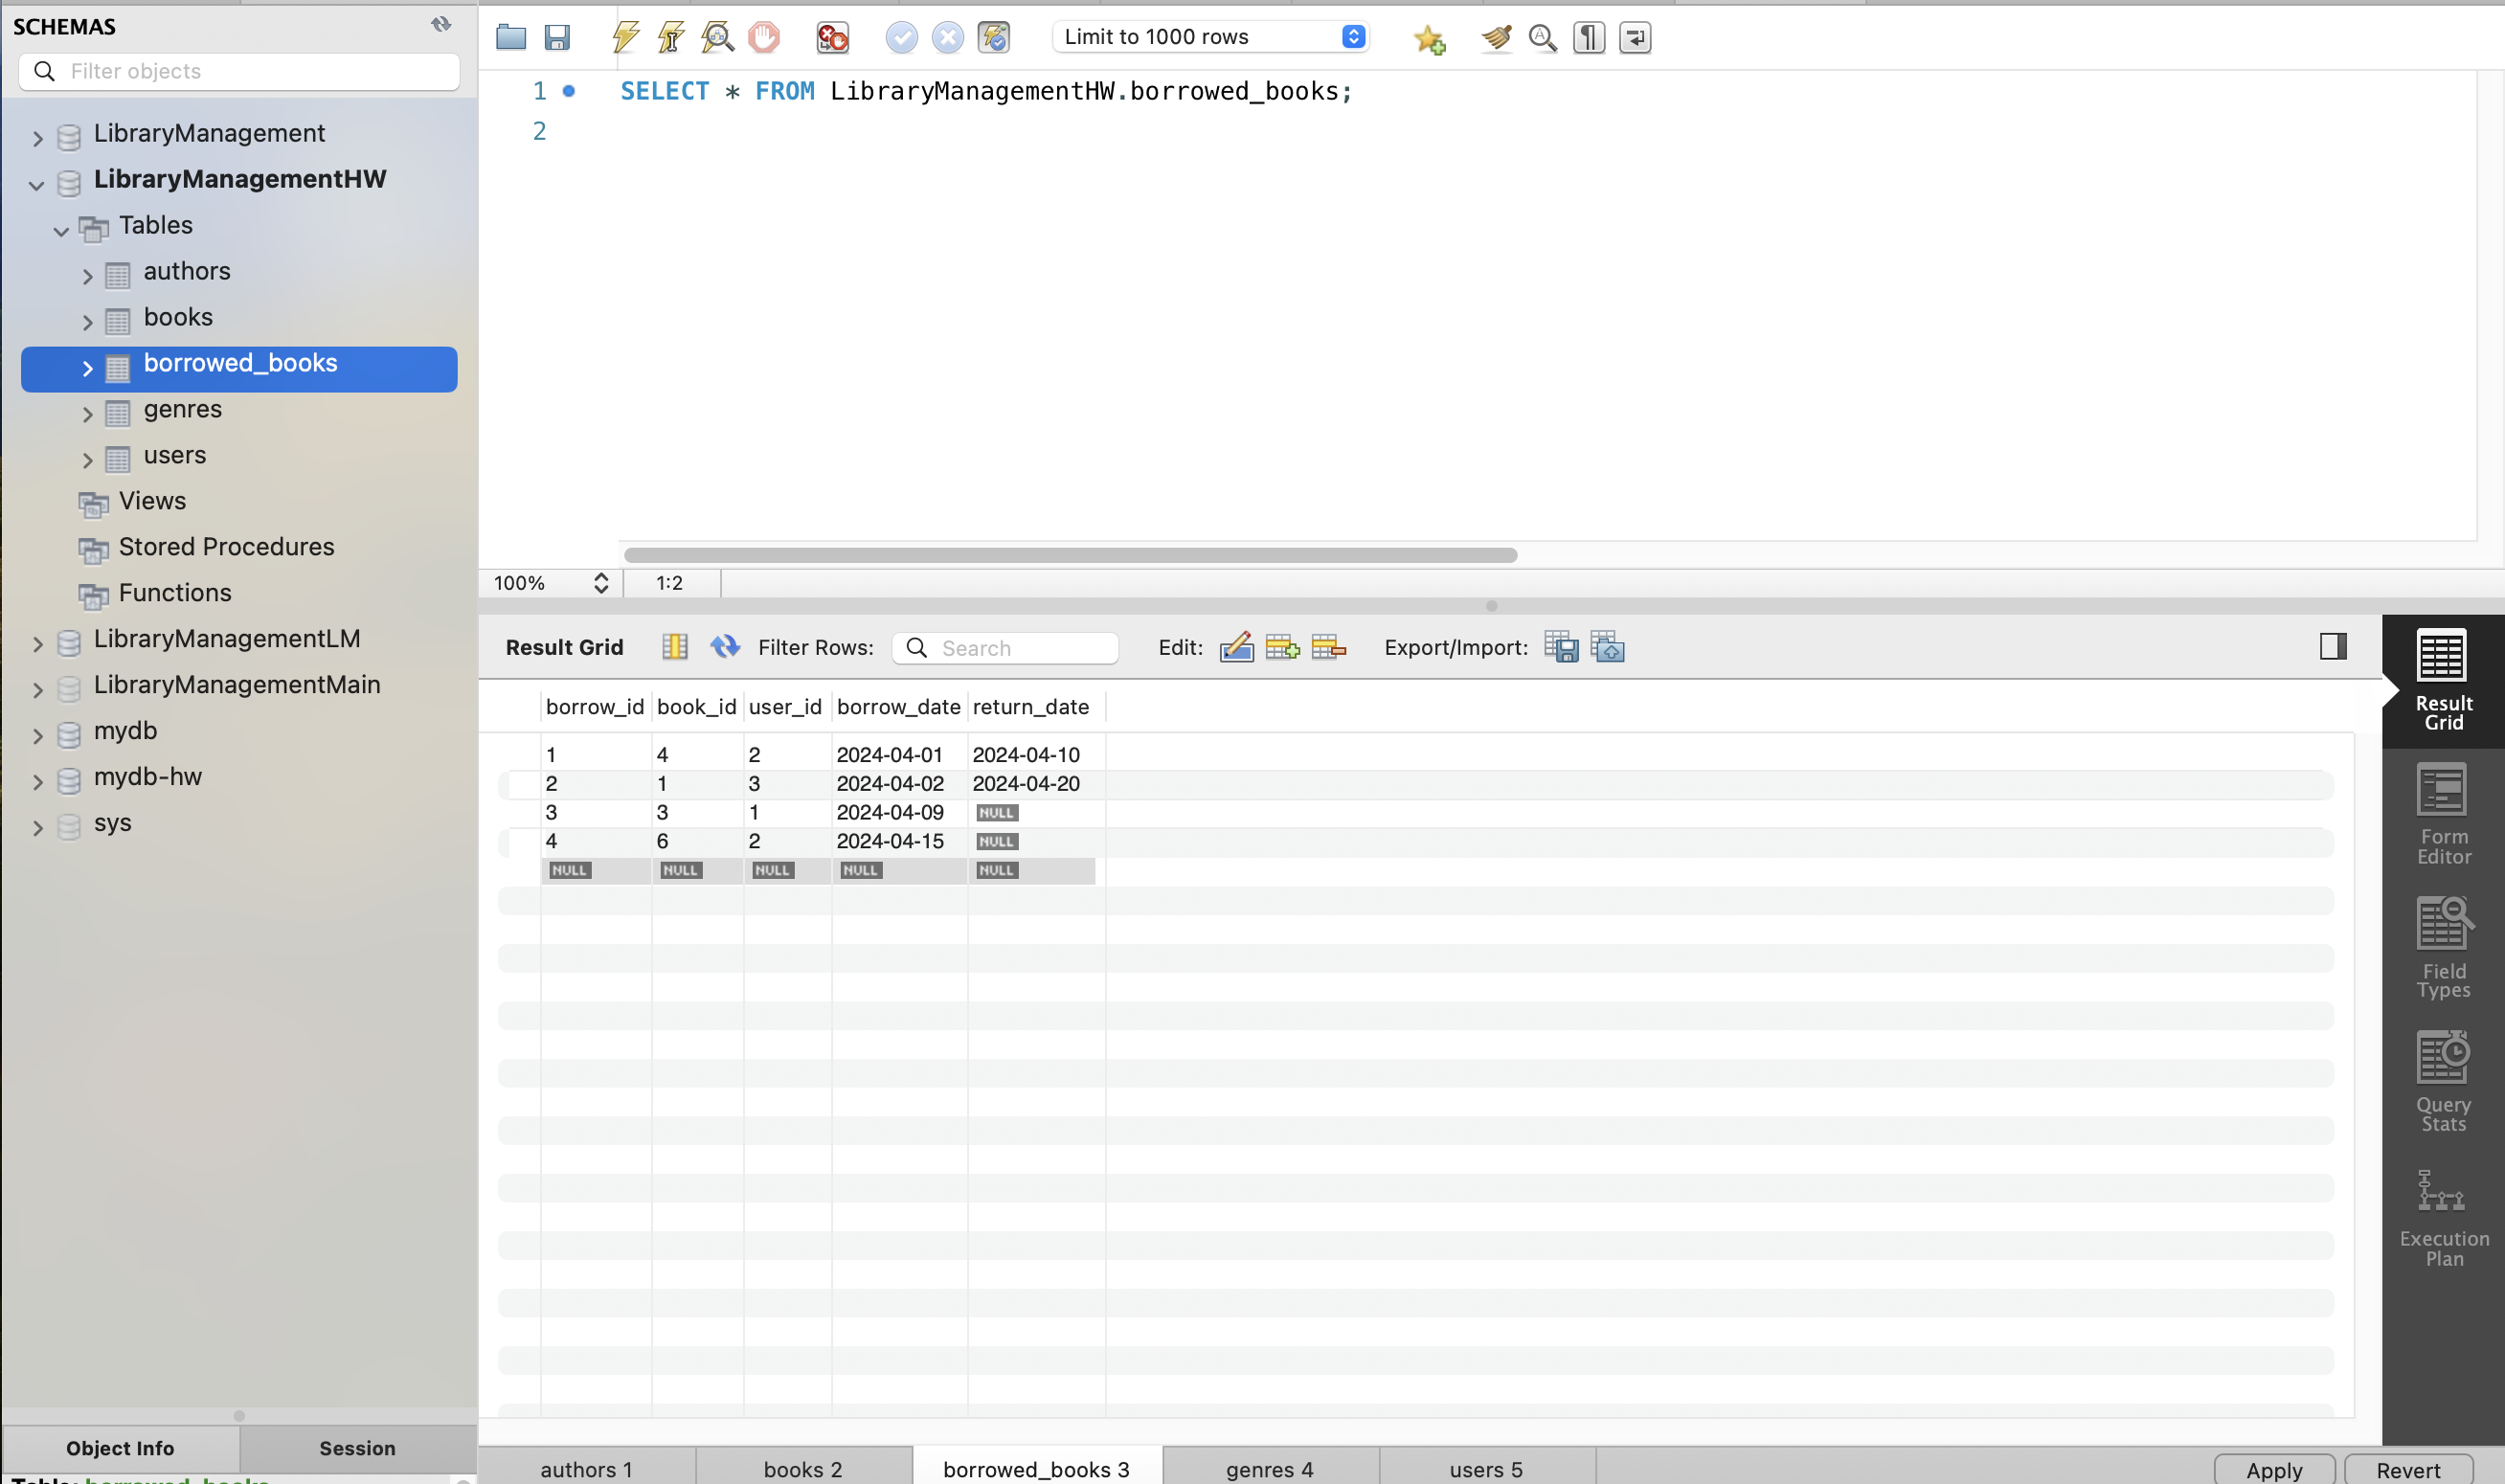 SCHEMAS
Filter objects
LibraryManagement
LibraryManagementHW
Tables
authors
books
borrowed_books
genres
users
Views
Stored Procedures
Functions
LibraryManagementLM
LibraryManagementMain
mydb
mydb-hw
sys
Object Info Session
Table: borrowed_books
Limit to 1000 rows
1 SELECT * FROM LibraryManagementHW.borrowed_books;
2
100% 1:2
Result Grid Filter Rows: Search Edit: Export/Import:
borrow_id book_id user_id borrow_date return_date
1 4 2 2024-04-01 2024-04-10
2 1 3 2024-04-02 2024-04-20
3 3 1 2024-04-09 NULL
4 6 2 2024-04-15 NULL
NULL NULL NULL NULL NULL
Result
Grid
Form
Editor
Field
Types
Query
Stats
Execution
Plan
authors 1 books 2 borrowed_books 3 genres 4 users 5 Apply Revert